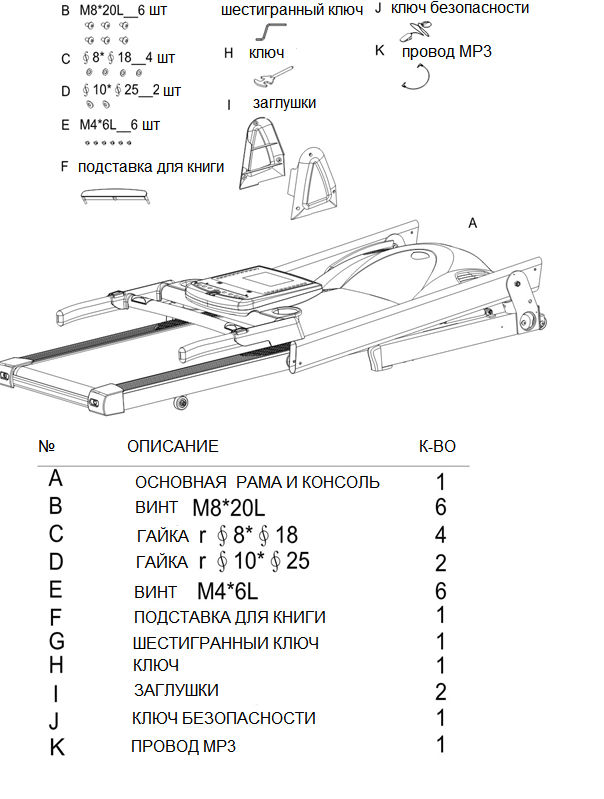 B M8*20L__6 шт
шестигранный ключ
J ключ безопасности
C ∮8*∮18__4 шт
H ключ
K провод МР3
D ∮10*∮25__2 шт
I заглушки
E M4*6L__6 шт
F подставка для книги
A
№ ОПИСАНИЕ К-ВО
A ОСНОВНАЯ РАМА И КОНСОЛЬ 1
B ВИНТ M8*20L 6
C ГАЙКА r ∮8*∮18 4
D ГАЙКА r ∮10*∮25 2
E ВИНТ M4*6L 6
F ПОДСТАВКА ДЛЯ КНИГИ 1
G ШЕСТИГРАННЫЙ КЛЮЧ 1
H КЛЮЧ 1
I ЗАГЛУШКИ 2
J КЛЮЧ БЕЗОПАСНОСТИ 1
K ПРОВОД МР3 1